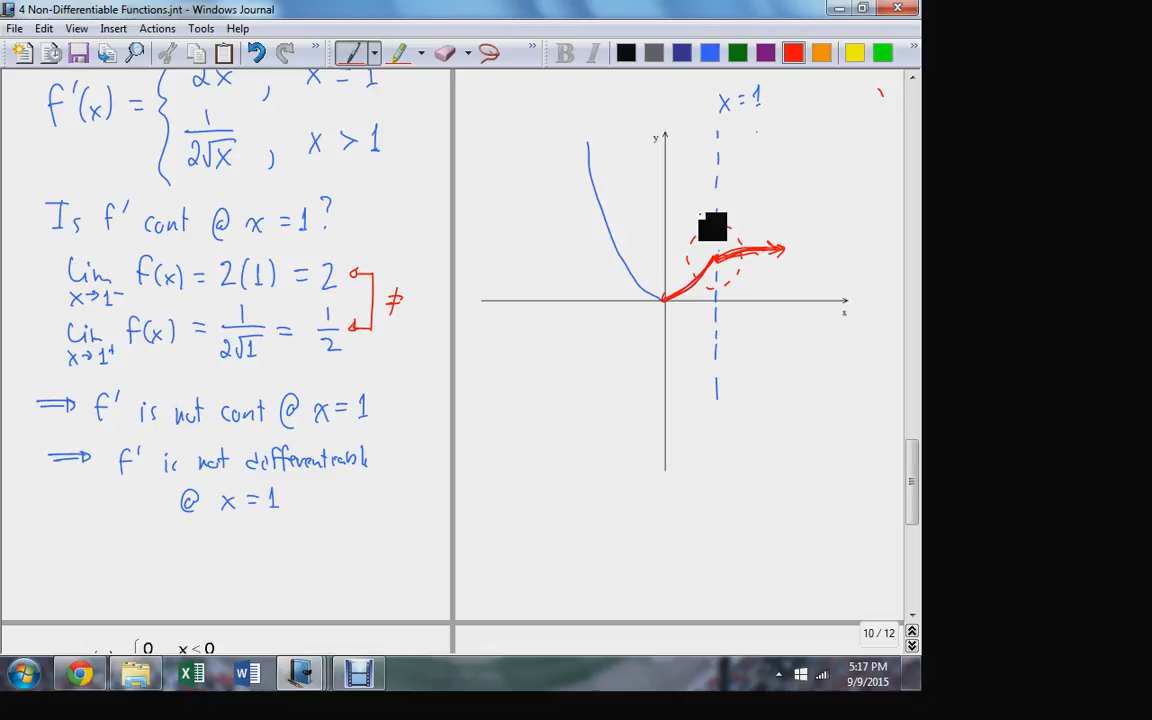 4 Non-Differentiable Functions.jnt - Windows Journal
File Edit View Insert Actions Tools Help
f'(x) = { 2x , x = 1
1/2√x , x > 1
Is f' cont @ x = 1 ?
lim x→1⁻ f(x) = 2(1) = 2
≠
lim x→1⁺ f(x) = 1/2√1 = 1/2
⇒ f' is not cont @ x = 1
⇒ f' is not differentiable
@ x = 1
0 x < 0
x = 1
y
x
10 / 12
5:17 PM
9/9/2015